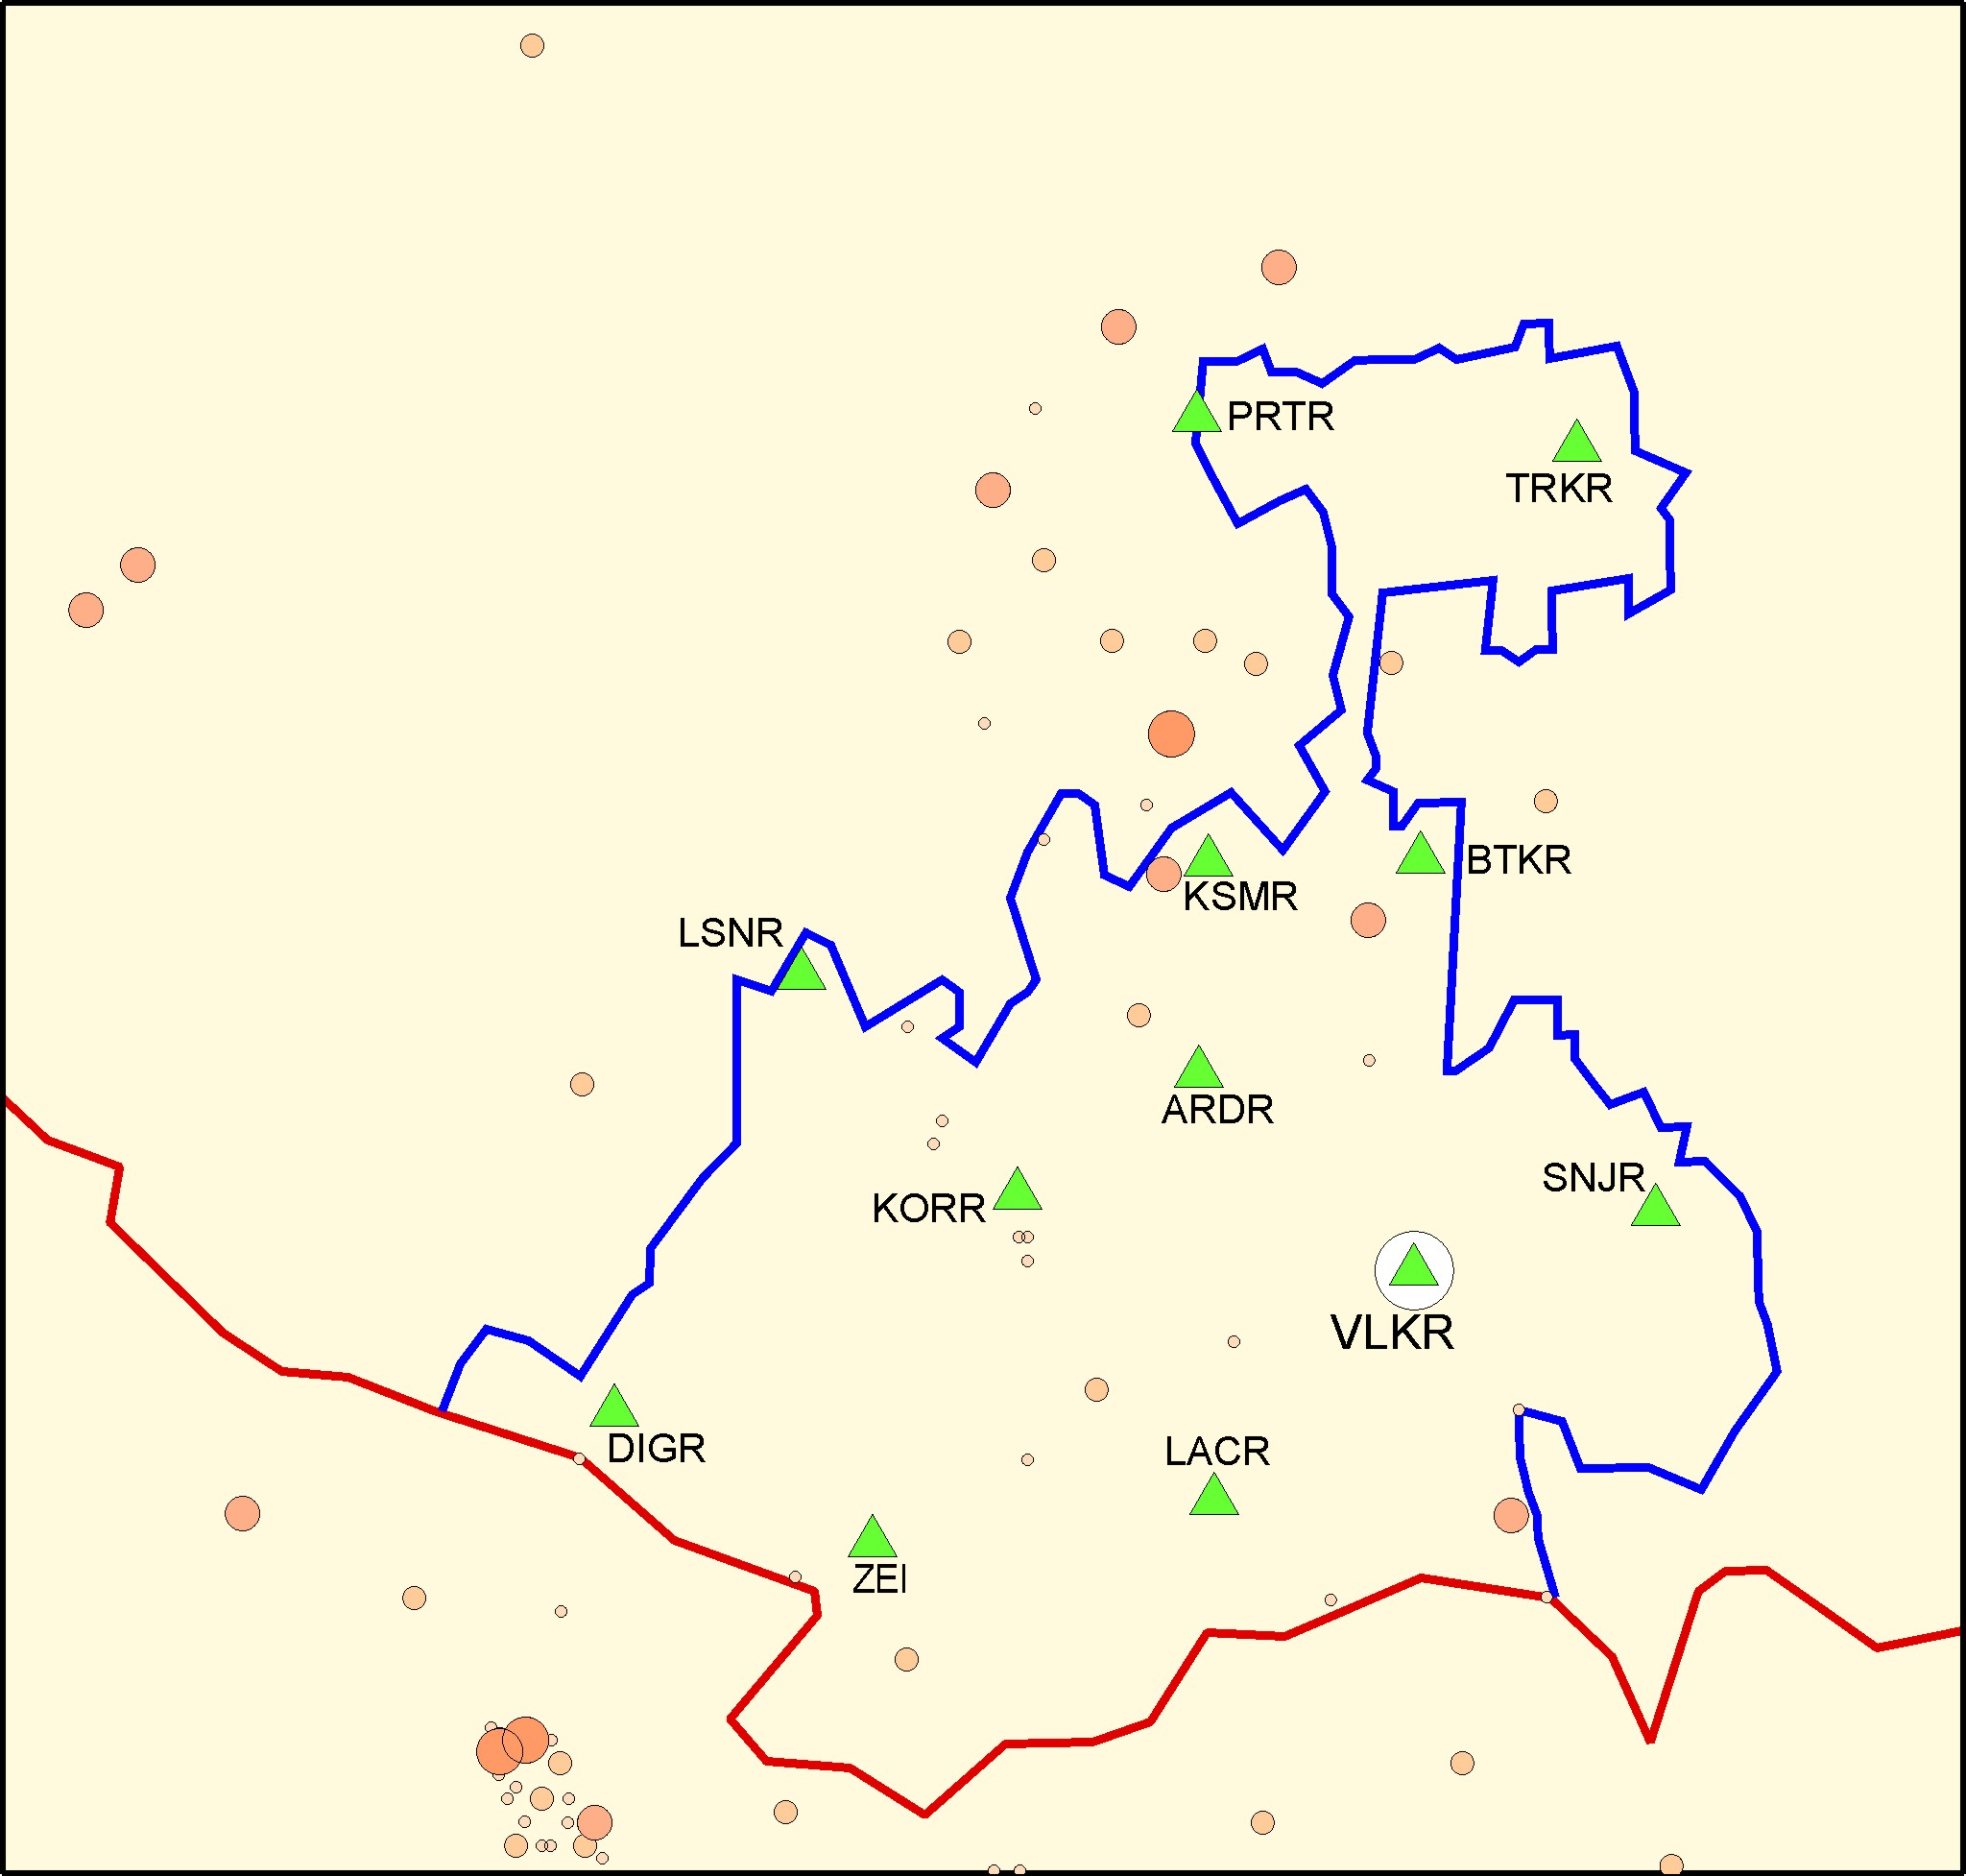 PRTR
TRKR
BTKR
KSMR
LSNR
ARDR
SNJR
KORR
VLKR
DIGR
LACR
ZEI